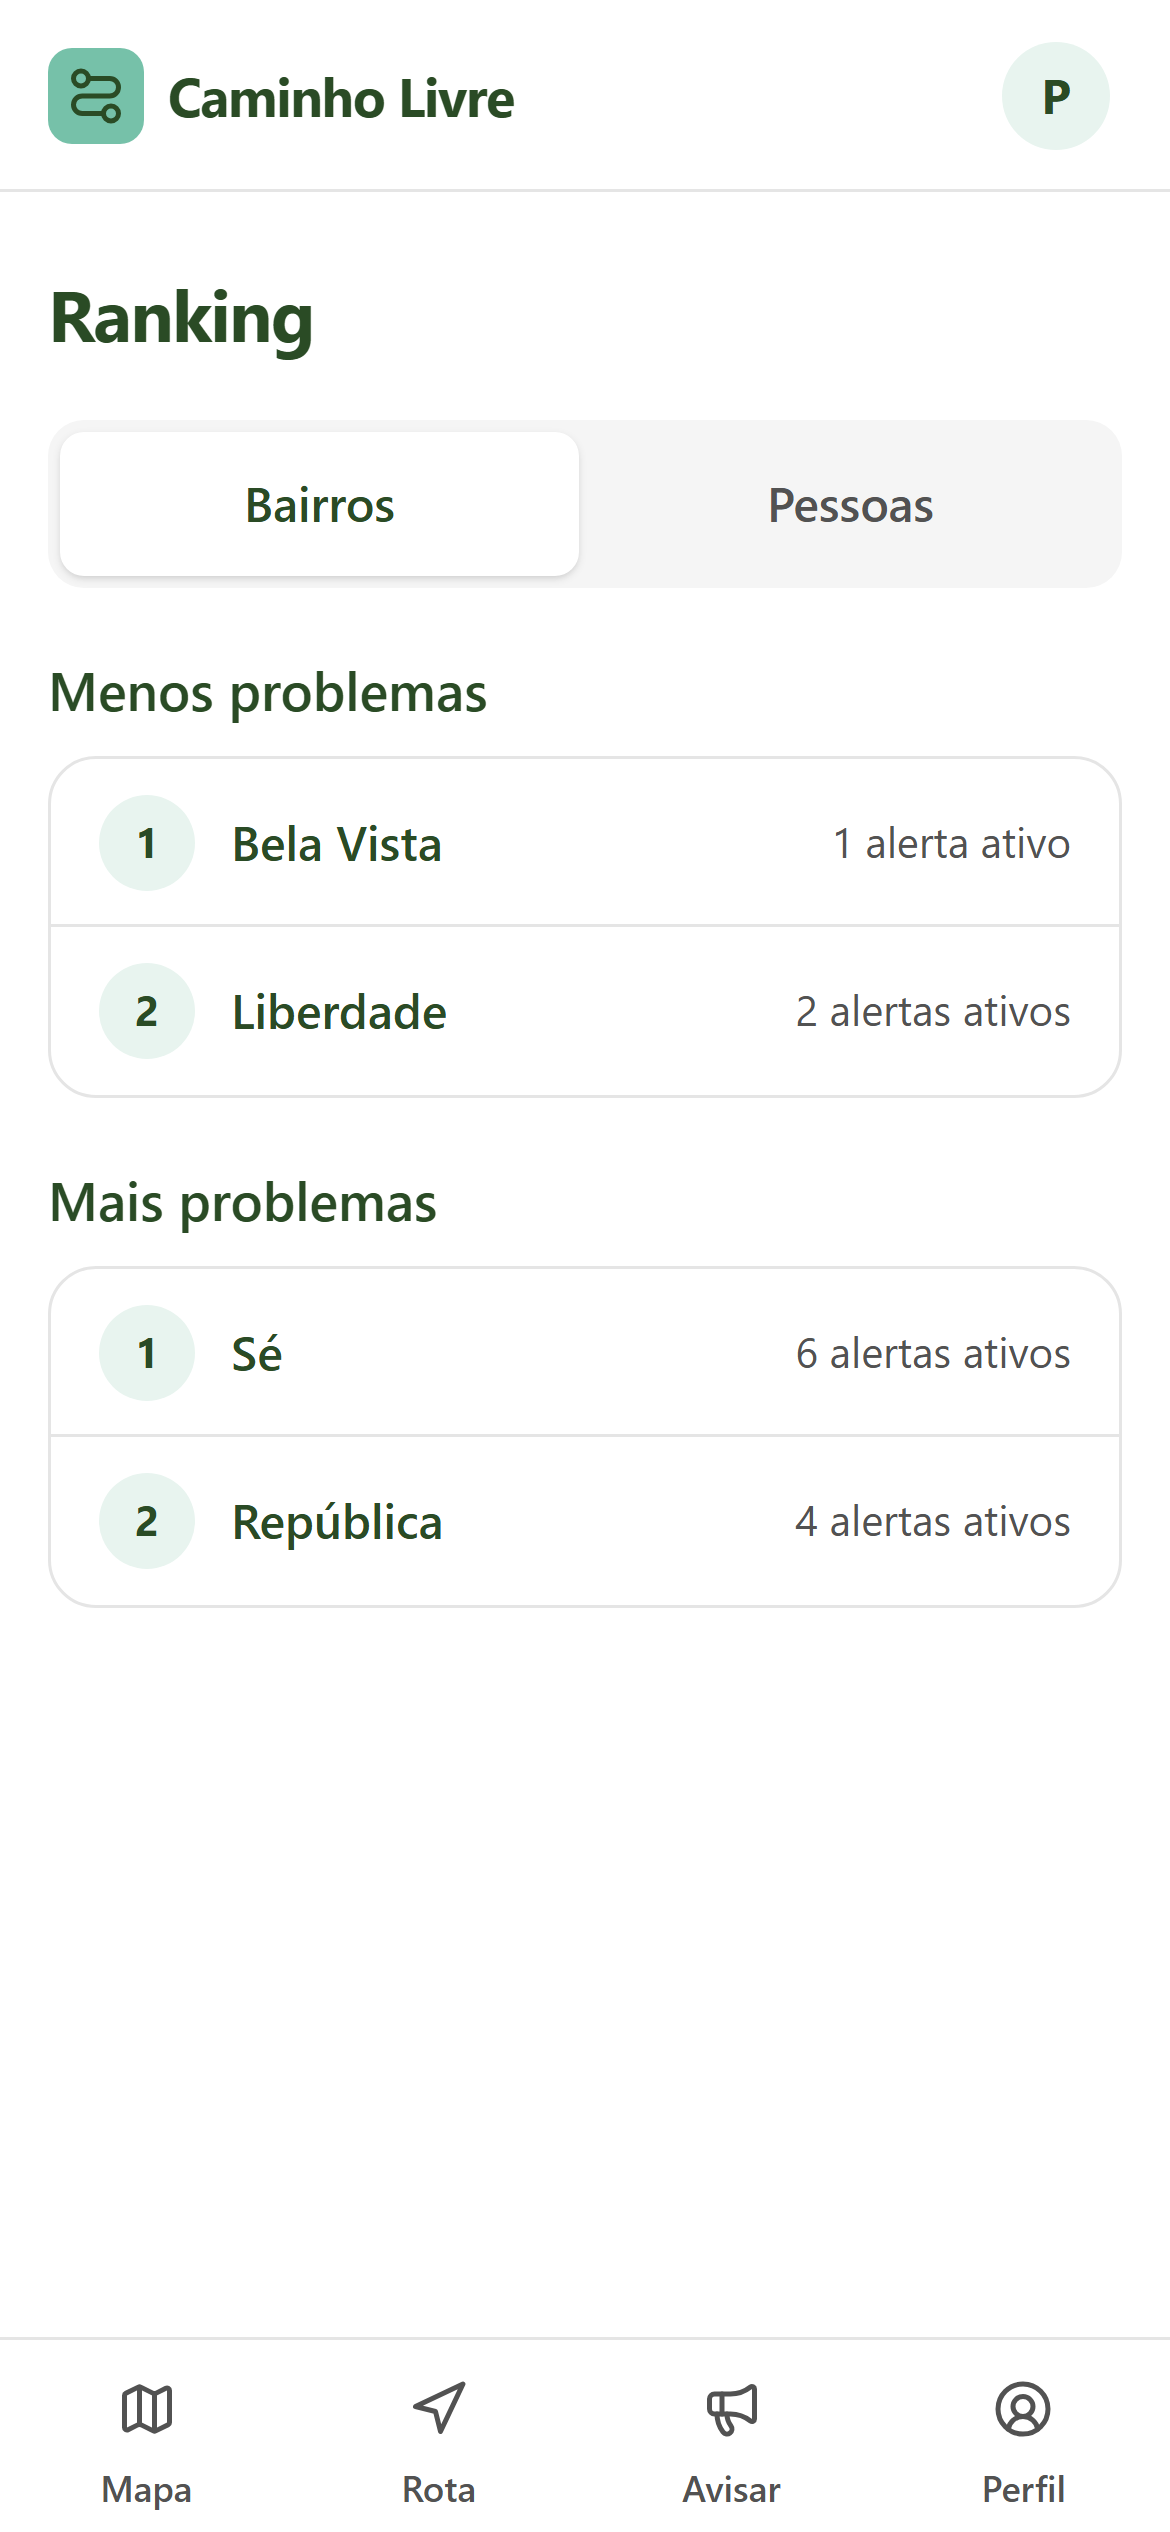 Caminho Livre
P
Ranking
Bairros
Pessoas
Menos problemas
1 Bela Vista 1 alerta ativo
2 Liberdade 2 alertas ativos
Mais problemas
1 Sé 6 alertas ativos
2 República 4 alertas ativos
Mapa
Rota
Avisar
Perfil